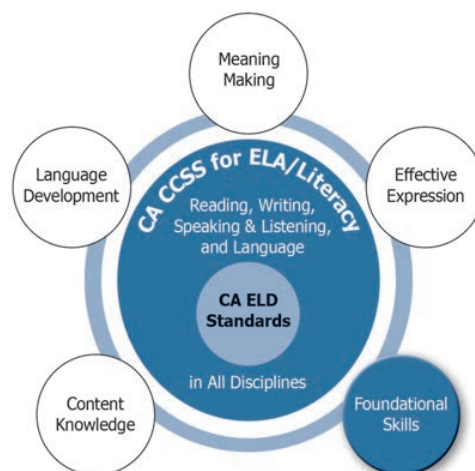 Meaning
Making
Language
Development
Effective
Expression
CA CCSS for ELA/Literacy
Reading, Writing,
Speaking & Listening,
and Language
CA ELD
Standards
in All Disciplines
Content
Knowledge
Foundational
Skills